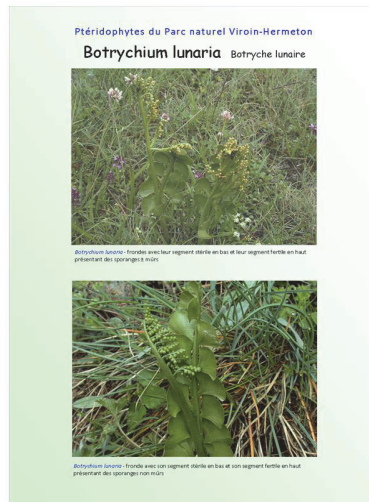 Ptéridophytes du Parc naturel Viroin-Hermeton
Botrychium lunaria Botryche lunaire
Botrychium lunaria - frondes avec leur segment stérile en bas et leur segment fertile en haut
présentant des sporanges ± mûrs
Botrychium lunaria - fronde avec son segment stérile en bas et son segment fertile en haut
présentant des sporanges non mûrs